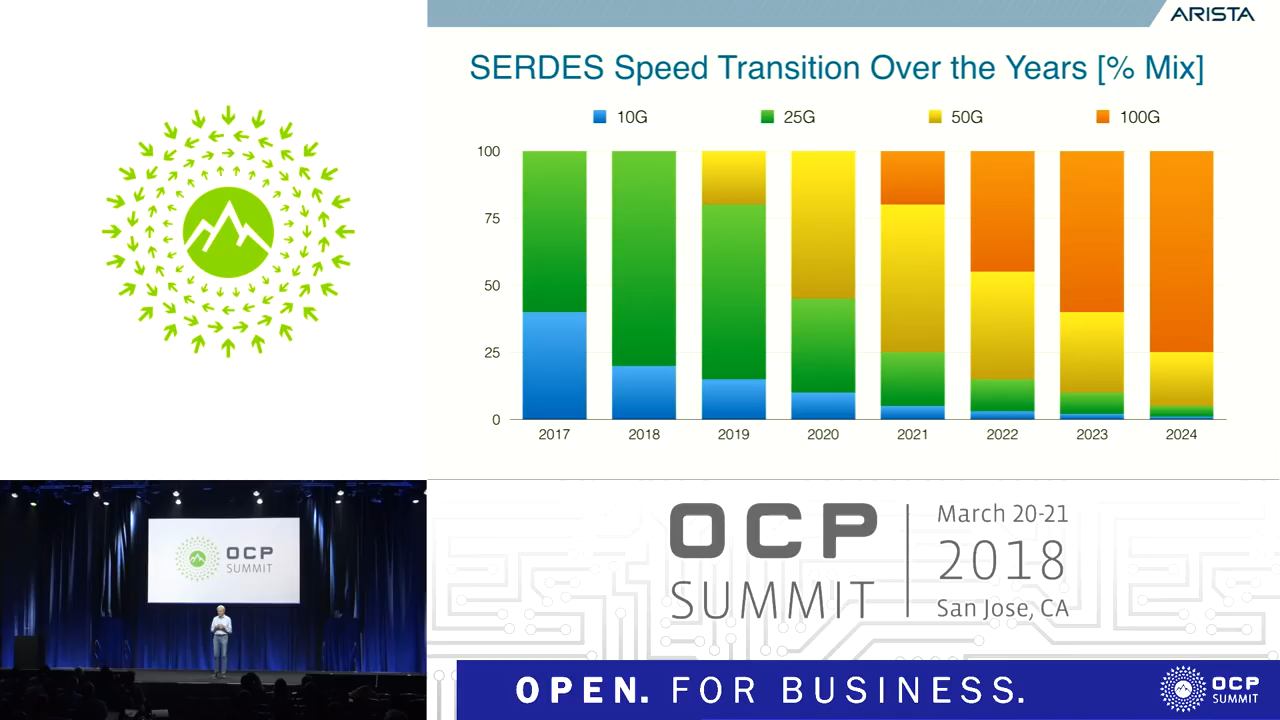 ARISTA
SERDES Speed Transition Over the Years [% Mix]
10G 25G 50G 100G
100
75
50
25
0
2017 2018 2019 2020 2021 2022 2023 2024
OCP
SUMMIT
OCP
SUMMIT
March 20-21
2018
San Jose, CA
OPEN. FOR BUSINESS.
OCP
SUMMIT